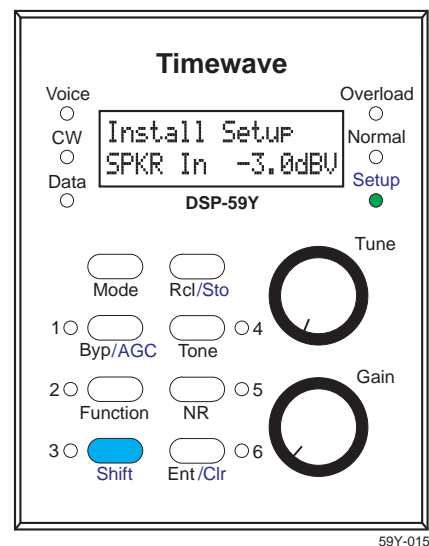 Timewave
Voice
Overload
CW
Install Setup
Normal
Data
SPKR In -3.0dBV
Setup
DSP-59Y
Tune
Mode
Rcl/Sto
1
4
Byp/AGC
Tone
Gain
2
5
Function
NR
3
6
Shift
Ent/Clr
59Y-015